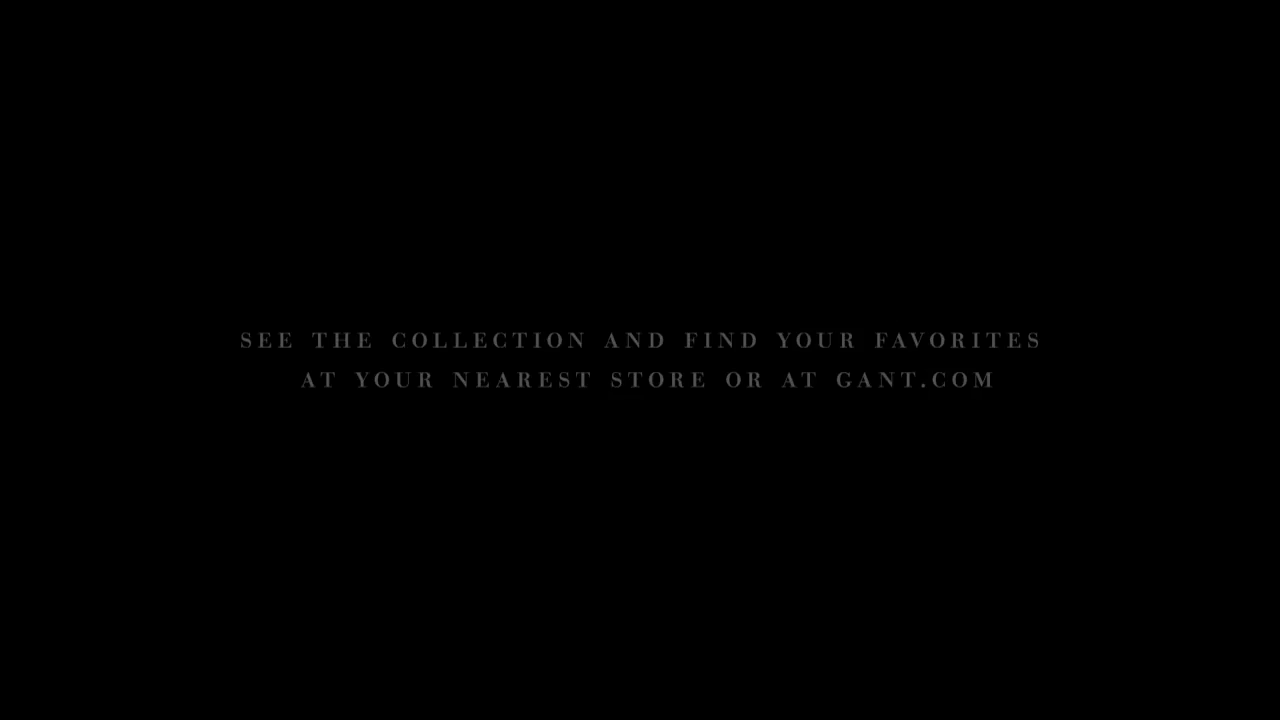 SEE THE COLLECTION AND FIND YOUR FAVORITES
AT YOUR NEAREST STORE OR AT GANT.COM